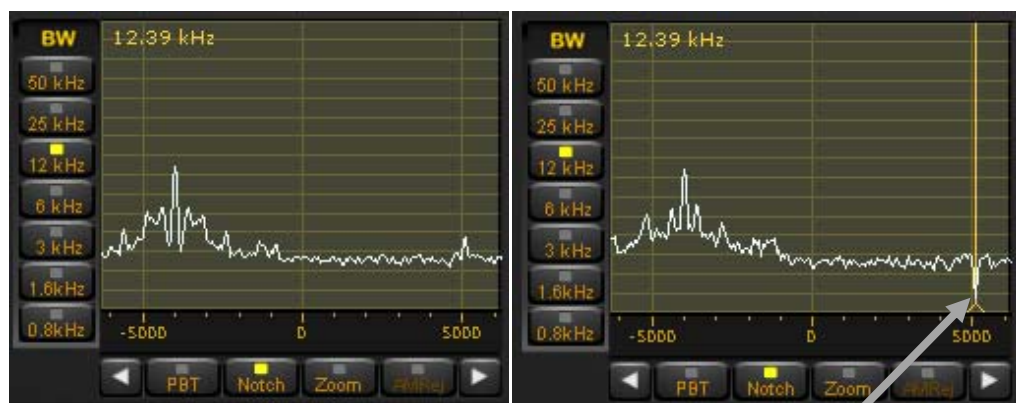 BW
12.39 kHz
50 kHz
25 kHz
12 kHz
6 kHz
3 kHz
1.6kHz
0.8kHz
-5000 0 5000
PBT Notch Zoom AMRej
BW
12.39 kHz
50 kHz
25 kHz
12 kHz
6 kHz
3 kHz
1.6kHz
0.8kHz
-5000 0 5000
PBT Notch Zoom AMRej